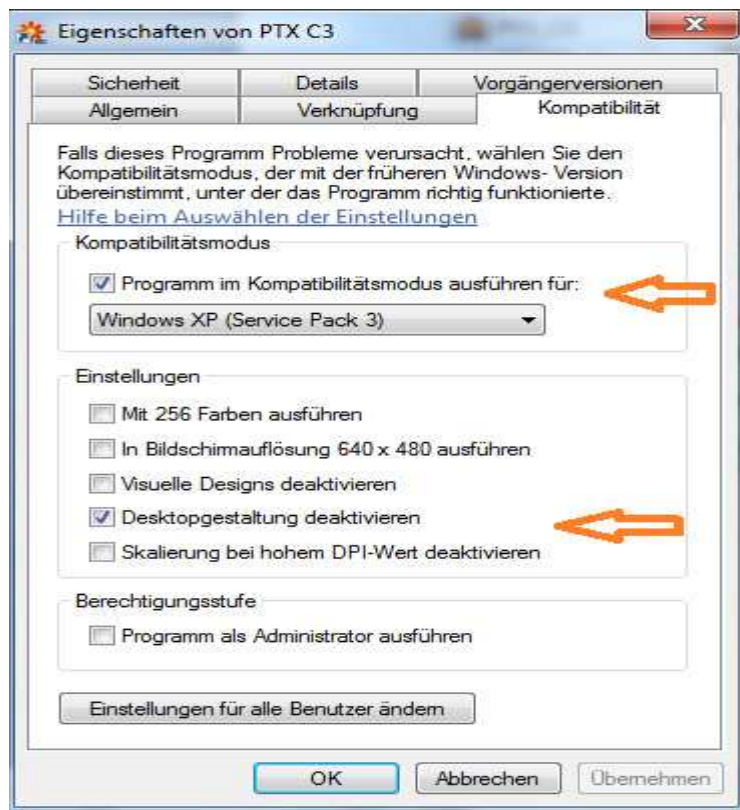 Eigenschaften von PTX C3
Sicherheit Details Vorgängerversionen
Allgemein Verknüpfung Kompatibilität
Falls dieses Programm Probleme verursacht, wählen Sie den
Kompatibilitätsmodus, der mit der früheren Windows- Version
übereinstimmt, unter der das Programm richtig funktionierte.
Hilfe beim Auswählen der Einstellungen
Kompatibilitätsmodus
Programm im Kompatibilitätsmodus ausführen für:
Windows XP (Service Pack 3)
Einstellungen
Mit 256 Farben ausführen
In Bildschirmauflösung 640 x 480 ausführen
Visuelle Designs deaktivieren
Desktopgestaltung deaktivieren
Skalierung bei hohem DPI-Wert deaktivieren
Berechtigungsstufe
Programm als Administrator ausführen
Einstellungen für alle Benutzer ändern
OK Abbrechen Übernehmen